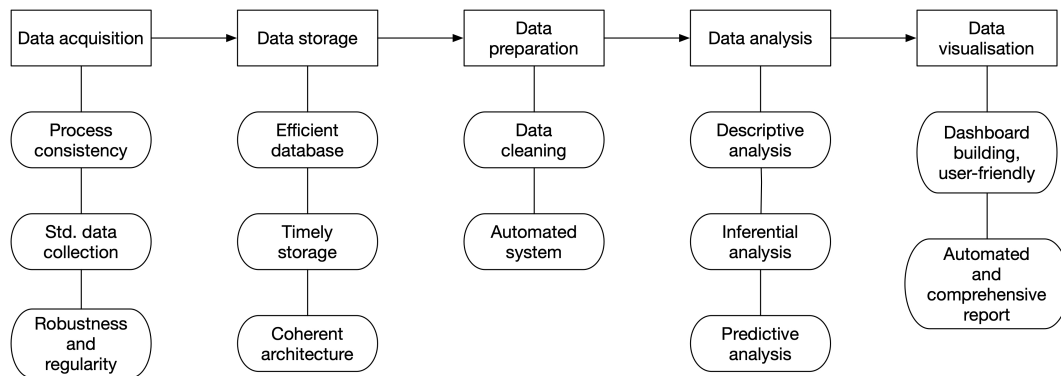 Data acquisition
Data storage
Data
preparation
Data analysis
Data
visualisation
Process
consistency
Efficient
database
Data
cleaning
Descriptive
analysis
Dashboard
building,
user-friendly
Std. data
collection
Timely
storage
Automated
system
Inferential
analysis
Automated
and
comprehensive
report
Robustness
and
regularity
Coherent
architecture
Predictive
analysis